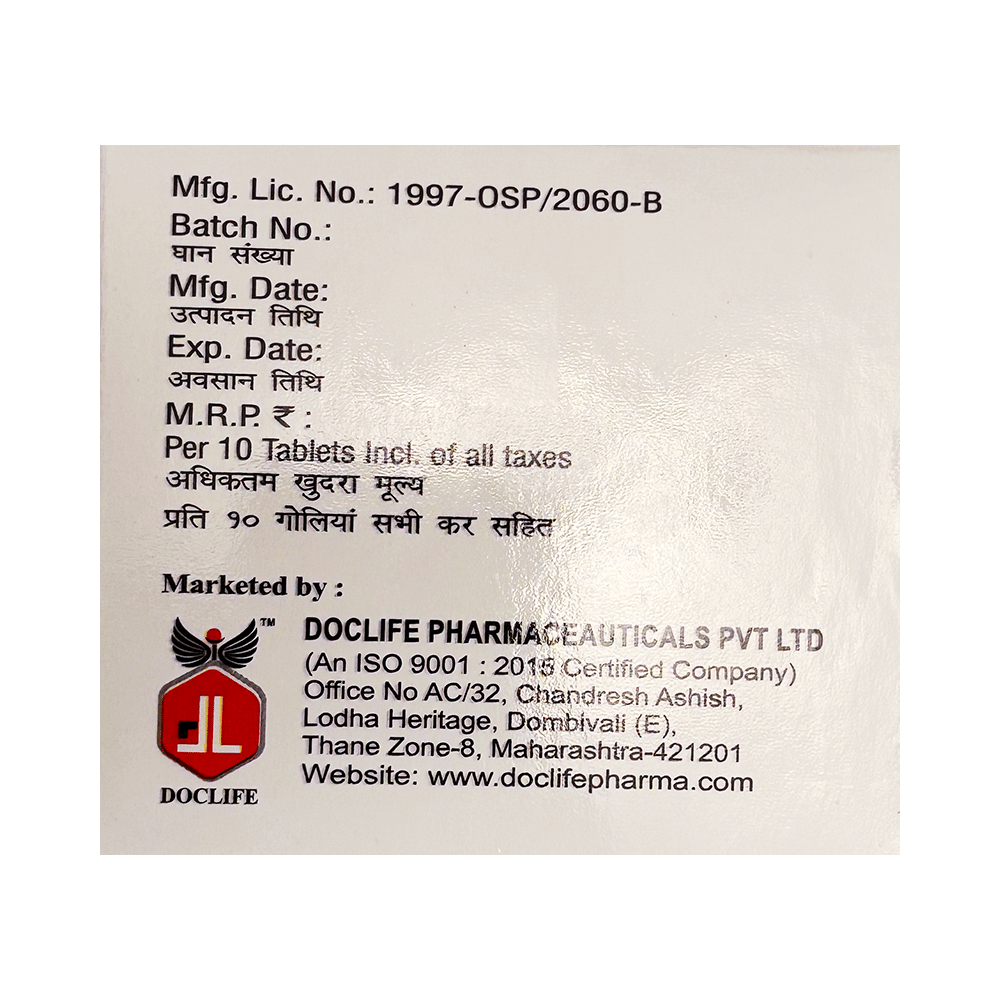 Mfg. Lic. No.: 1997-OSP/2060-B
Batch No.:
घान संख्या
Mfg. Date:
उत्पादन तिथि
Exp. Date:
अवसान तिथि
M.R.P. ₹ :
Per 10 Tablets Incl. of all taxes
अधिकतम खुदरा मूल्य
प्रति १० गोलियां सभी कर सहित
Marketed by :
TM
DOCLIFE
DOCLIFE PHARMACEAUTICALS PVT LTD
(An ISO 9001 : 2015 Certified Company)
Office No AC/32, Chandresh Ashish,
Lodha Heritage, Dombivali (E),
Thane Zone-8, Maharashtra-421201
Website: www.doclifepharma.com